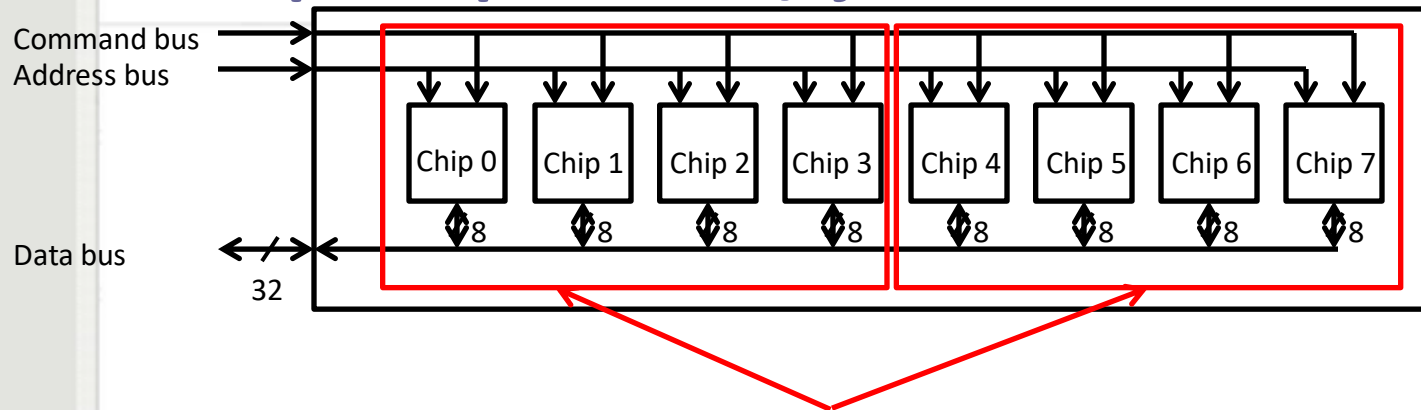 Command bus
Address bus
Chip 0 Chip 1 Chip 2 Chip 3 Chip 4 Chip 5 Chip 6 Chip 7
8 8 8 8 8 8 8 8
Data bus
32